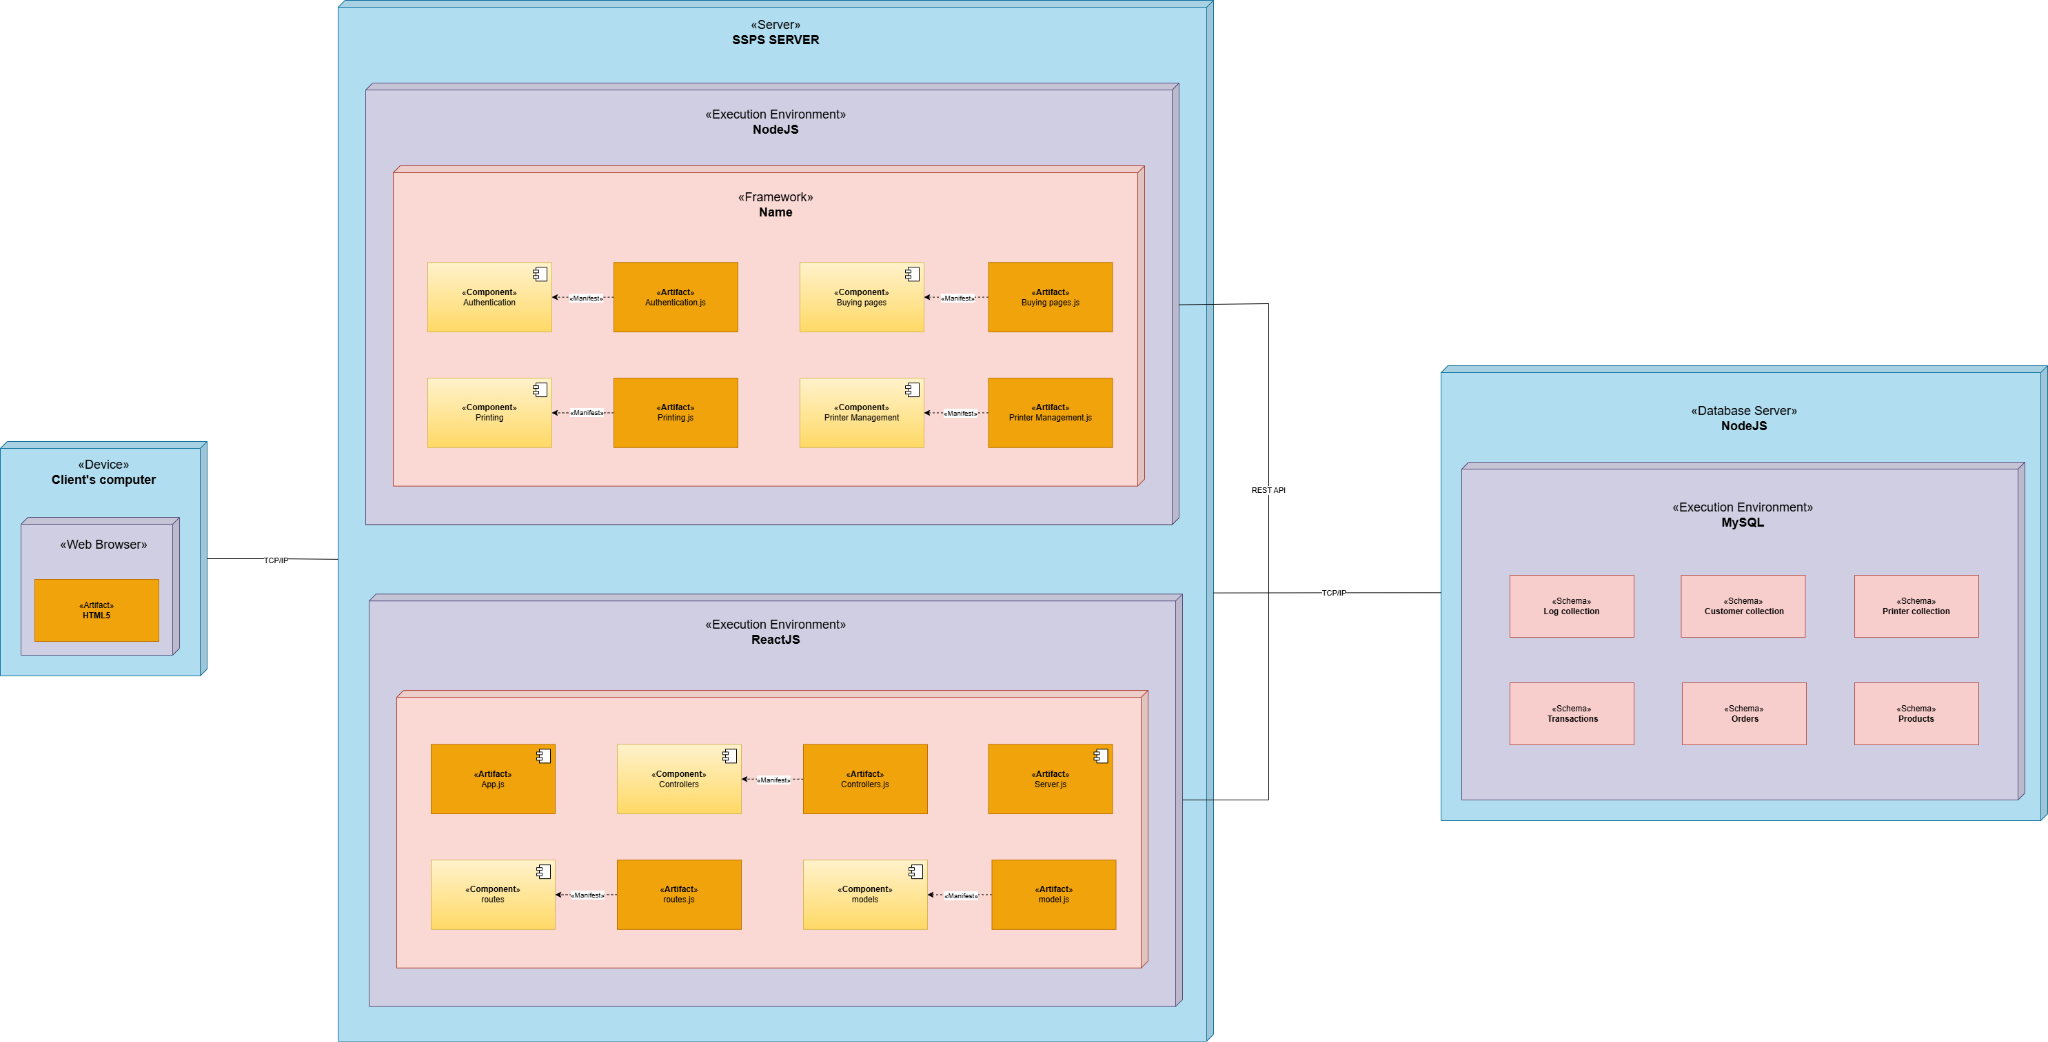 «Server»
SSPS SERVER
«Execution Environment»
NodeJS
«Framework»
Name
«Component»
Authentication
«Manifest»
«Artifact»
Authentication.js
«Component»
Buying pages
«Manifest»
«Artifact»
Buying pages.js
«Component»
Printing
«Manifest»
«Artifact»
Printing.js
«Component»
Printer Management
«Manifest»
«Artifact»
Printer Management.js
«Device»
Client's computer
«Web Browser»
«Artifact»
HTML5
TCP/IP
«Execution Environment»
ReactJS
«Artifact»
App.js
«Component»
Controllers
«Manifest»
«Artifact»
Controllers.js
«Artifact»
Server.js
«Component»
routes
«Manifest»
«Artifact»
routes.js
«Component»
models
«Manifest»
«Artifact»
model.js
REST API
TCP/IP
«Database Server»
NodeJS
«Execution Environment»
MySQL
«Schema»
Log collection
«Schema»
Customer collection
«Schema»
Printer collection
«Schema»
Transactions
«Schema»
Orders
«Schema»
Products